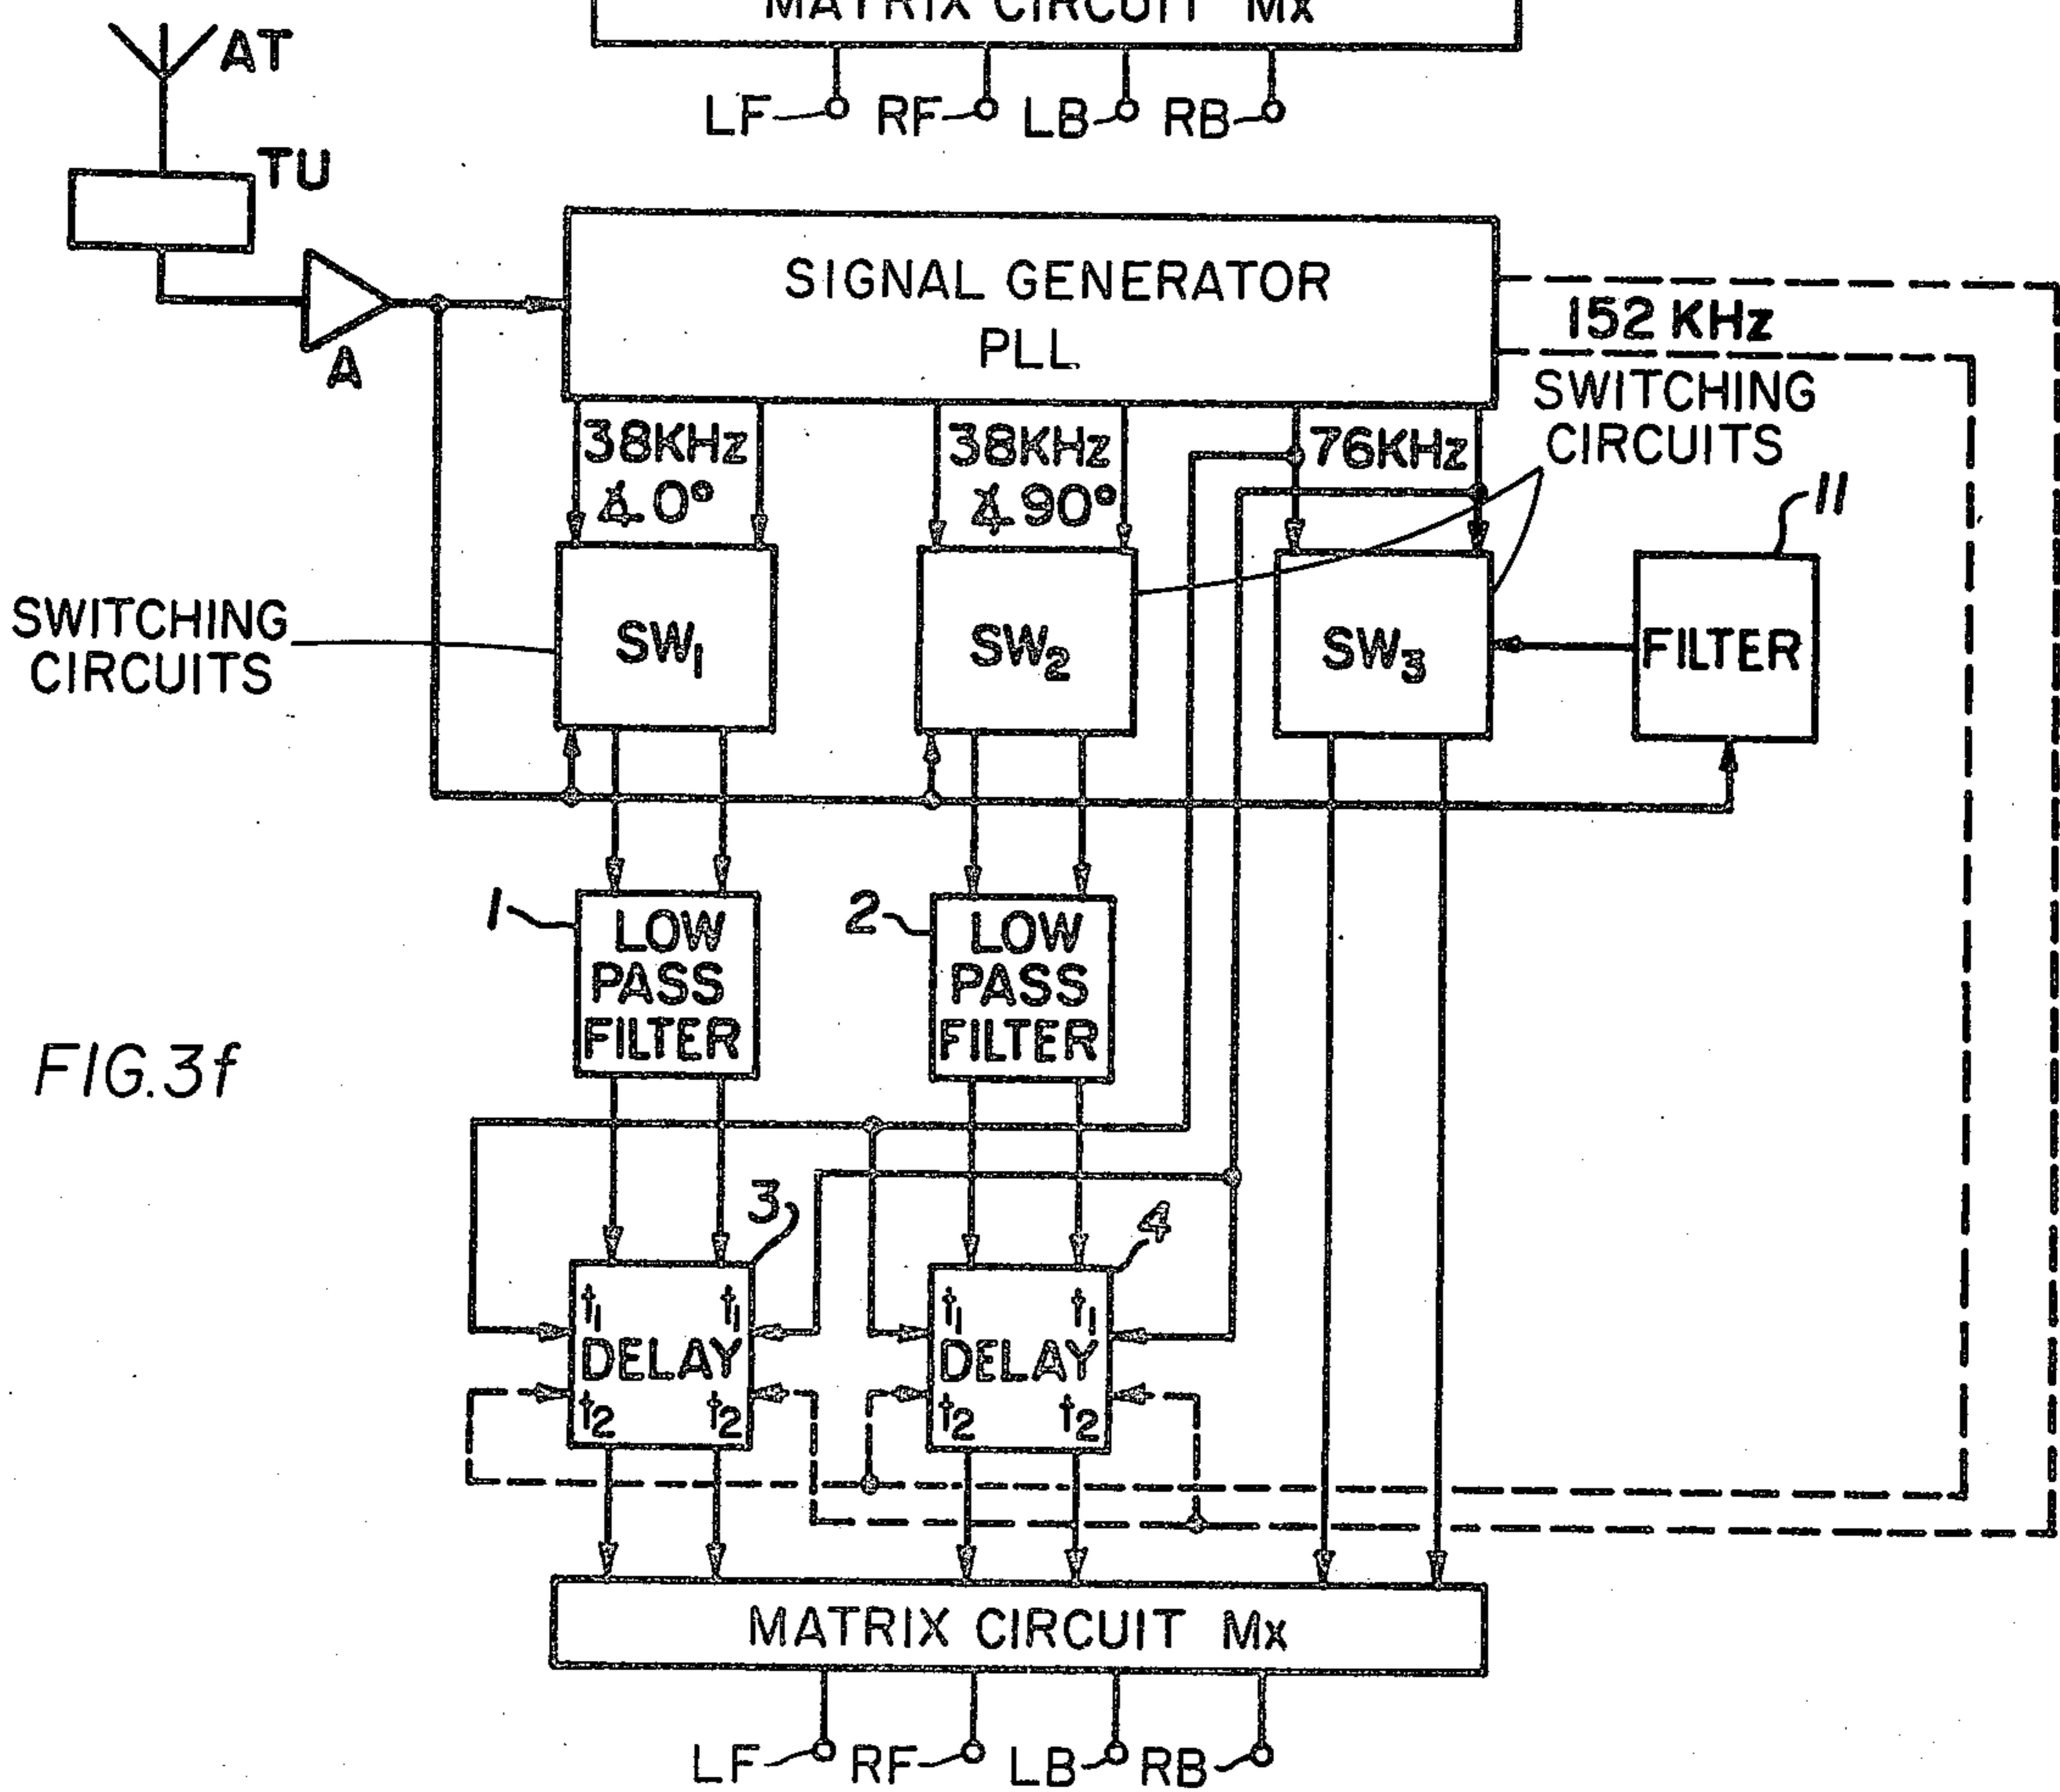 MATRIX CIRCUIT Mx
LF RF LB RB
AT
TU
A
SIGNAL GENERATOR
PLL
152 KHz
SWITCHING
CIRCUITS
38KHz
∡ 0°
38KHz
∡ 90°
76KHz
11
SWITCHING
CIRCUITS
SW1
SW2
SW3
FILTER
1
LOW
PASS
FILTER
2
LOW
PASS
FILTER
FIG.3f
3
t1 t1
DELAY
t2 t2
4
t1 t1
DELAY
t2 t2
MATRIX CIRCUIT Mx
LF RF LB RB